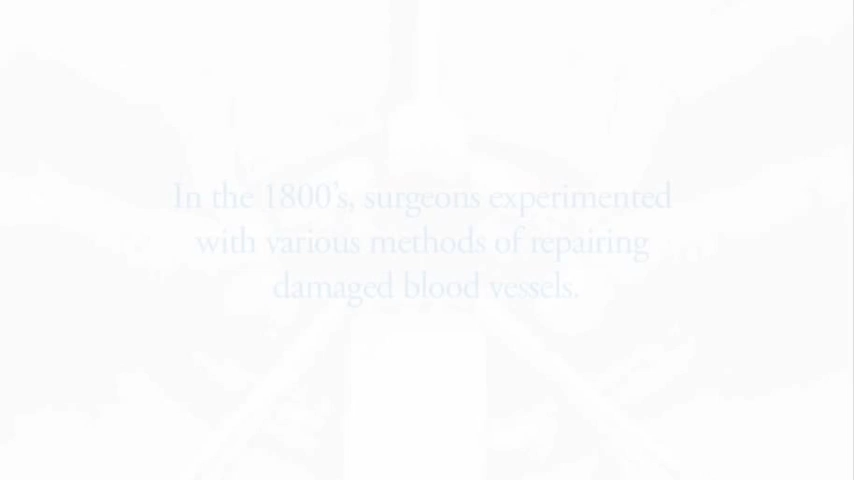 In the 1800's, surgeons experimented
with various methods of repairing
damaged blood vessels.